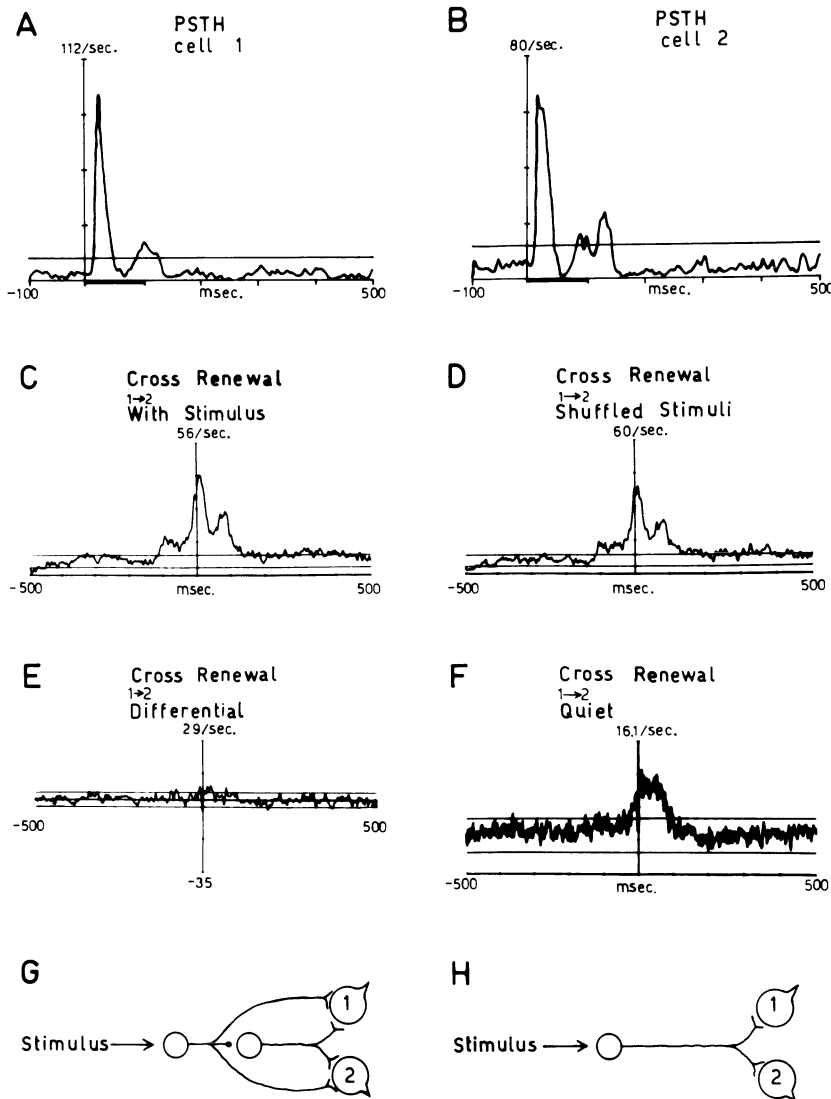 A
PSTH
cell 1
112/sec.
-100
msec.
500
B
PSTH
cell 2
80/sec.
-100
msec.
500
C
Cross Renewal
1→2
With Stimulus
56/sec.
-500
msec.
500
D
Cross Renewal
1→2
Shuffled Stimuli
60/sec.
-500
msec.
500
E
Cross Renewal
1→2
Differential
29/sec.
-500
500
-35
F
Cross Renewal
1→2
Quiet
16.1/sec.
-500
msec.
500
G
Stimulus
1
2
H
Stimulus
1
2